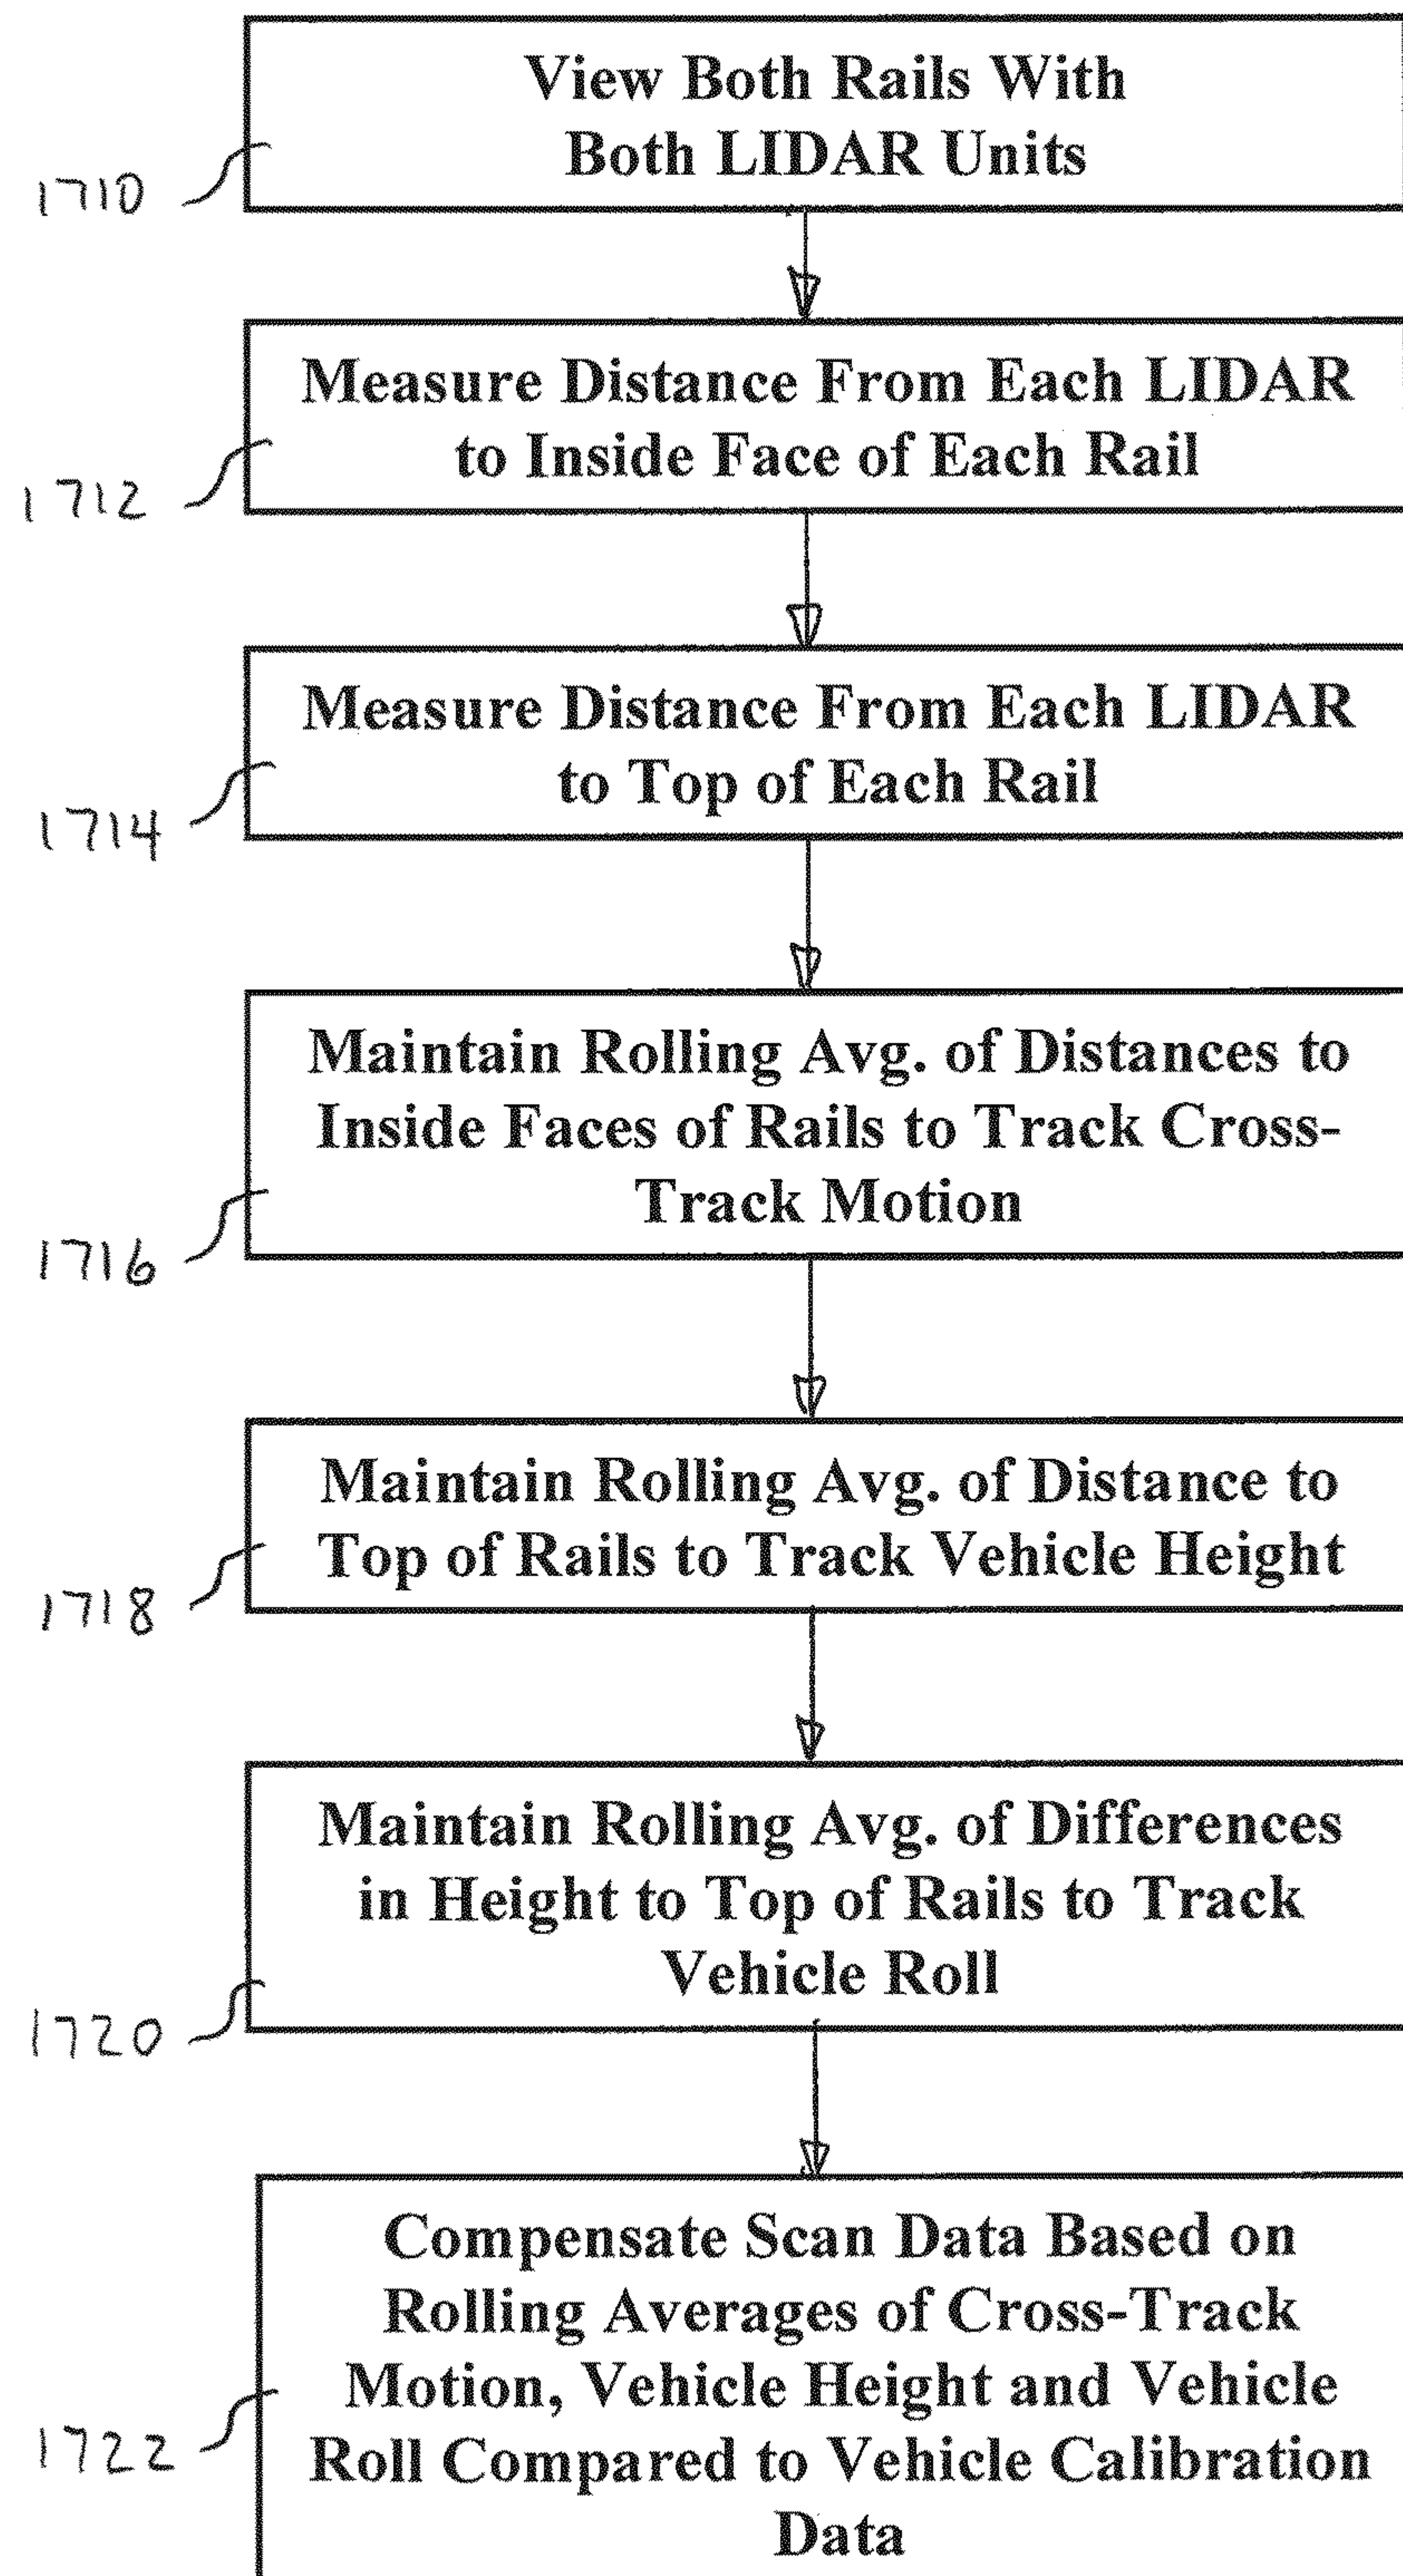 View Both Rails With
Both LIDAR Units
1710
Measure Distance From Each LIDAR
to Inside Face of Each Rail
1712
Measure Distance From Each LIDAR
to Top of Each Rail
1714
Maintain Rolling Avg. of Distances to
Inside Faces of Rails to Track Cross-
Track Motion
1716
Maintain Rolling Avg. of Distance to
Top of Rails to Track Vehicle Height
1718
Maintain Rolling Avg. of Differences
in Height to Top of Rails to Track
Vehicle Roll
1720
Compensate Scan Data Based on
Rolling Averages of Cross-Track
Motion, Vehicle Height and Vehicle
Roll Compared to Vehicle Calibration
Data
1722